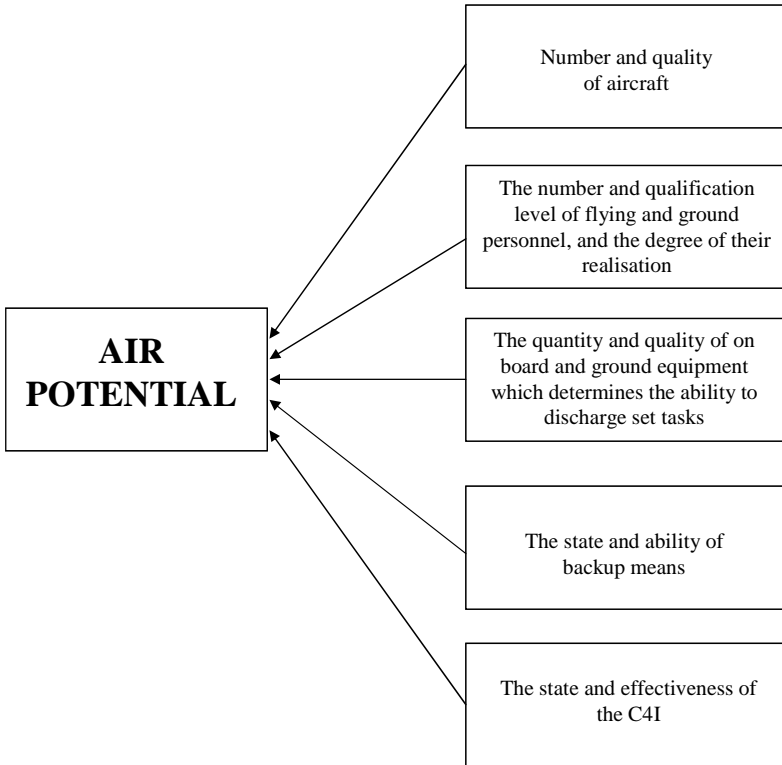 Number and quality
of aircraft
The number and qualification
level of flying and ground
personnel, and the degree of their
realisation
AIR
POTENTIAL
The quantity and quality of on
board and ground equipment
which determines the ability to
discharge set tasks
The state and ability of
backup means
The state and effectiveness of
the C4I